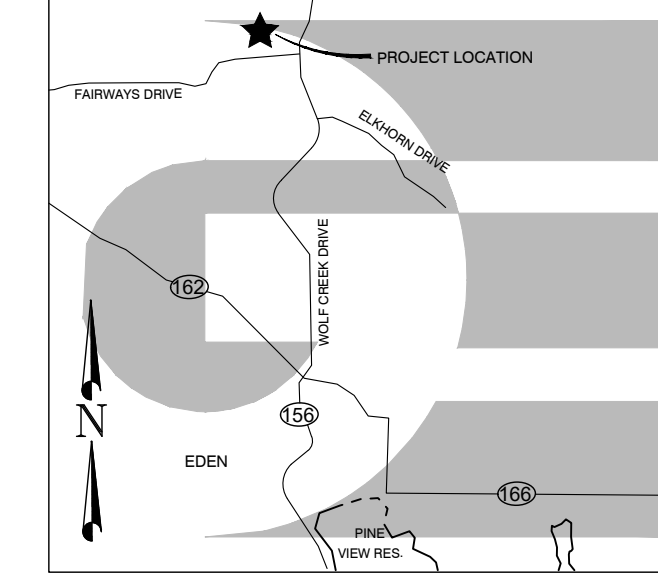 PROJECT LOCATION
FAIRWAYS DRIVE
ELKHORN DRIVE
WOLF CREEK DRIVE
162
156
N
EDEN
166
PINE
VIEW RES.